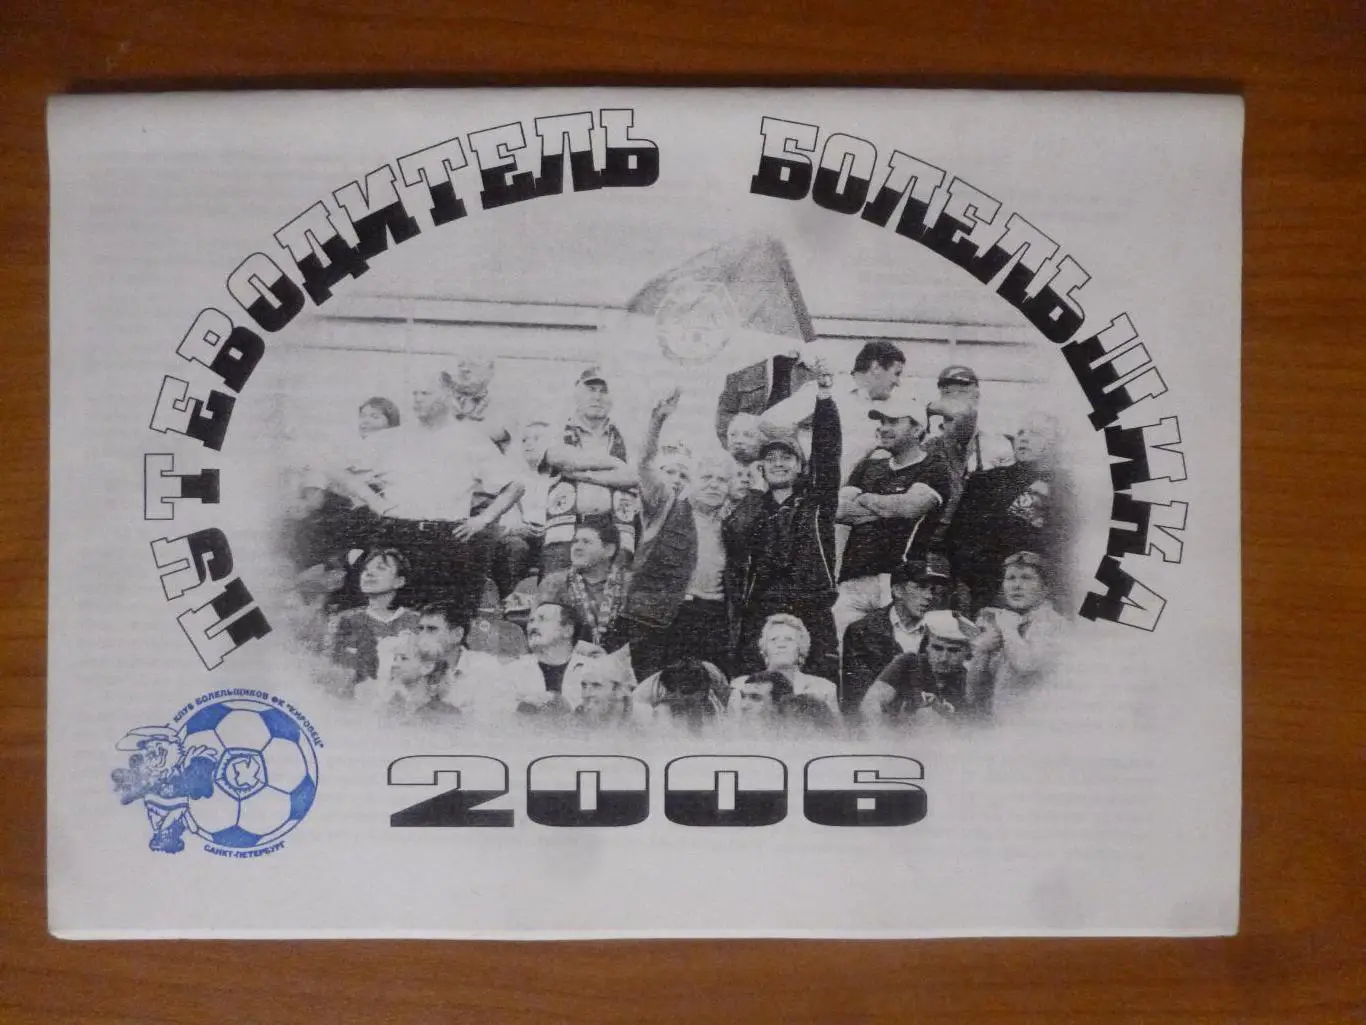 ПУТЕВОДИТЕЛЬ БОЛЕЛЬЩИКА
КЛУБ БОЛЕЛЬЩИКОВ ФК "КИРОВЕЦ"
САНКТ-ПЕТЕРБУРГ
2006